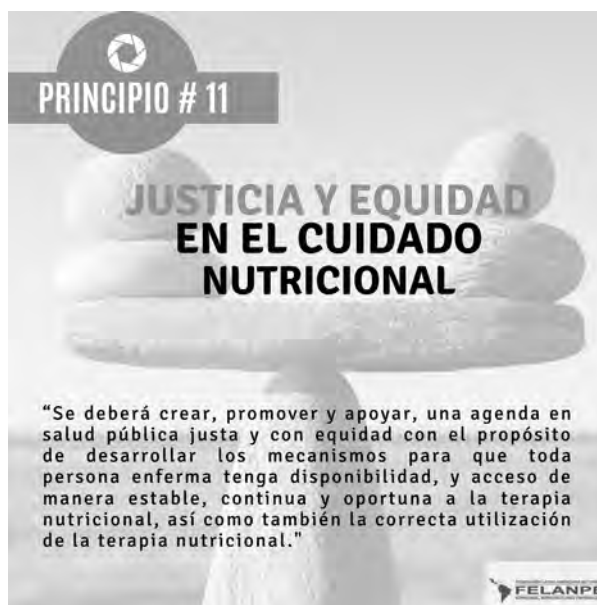 PRINCIPIO # 11
JUSTICIA Y EQUIDAD
EN EL CUIDADO
NUTRICIONAL
“Se deberá crear, promover y apoyar, una agenda en
salud pública justa y con equidad con el propósito
de desarrollar los mecanismos para que toda
persona enferma tenga disponibilidad, y acceso de
manera estable, continua y oportuna a la terapia
nutricional, así como también la correcta utilización
de la terapia nutricional."
FELANPE